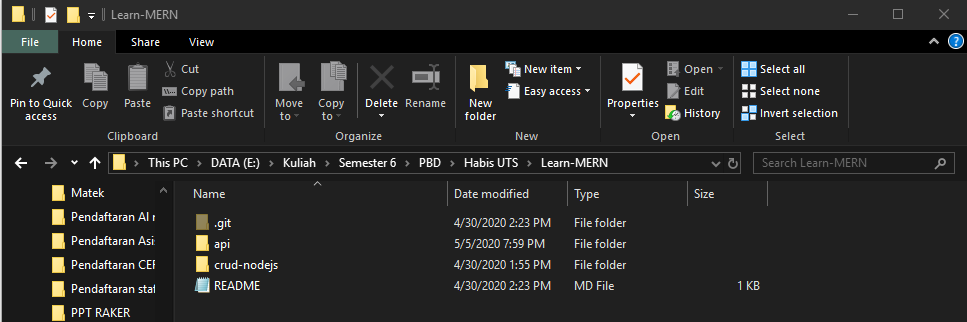 Learn-MERN
File Home Share View
Pin to Quick access
Copy
Paste
Cut
Copy path
Paste shortcut
Clipboard
Move to
Copy to
Delete
Rename
Organize
New folder
New item
Easy access
New
Properties
Open
Edit
History
Open
Select all
Select none
Invert selection
Select
This PC > DATA (E:) > Kuliah > Semester 6 > PBD > Habis UTS > Learn-MERN
Search Learn-MERN
Matek
Pendaftaran AI r
Pendaftaran Asi
Pendaftaran CEF
Pendaftaran stat
PPT RAKER
Name Date modified Type Size
.git 4/30/2020 2:23 PM File folder
api 5/5/2020 7:59 PM File folder
crud-nodejs 4/30/2020 1:55 PM File folder
README 4/30/2020 2:23 PM MD File 1 KB